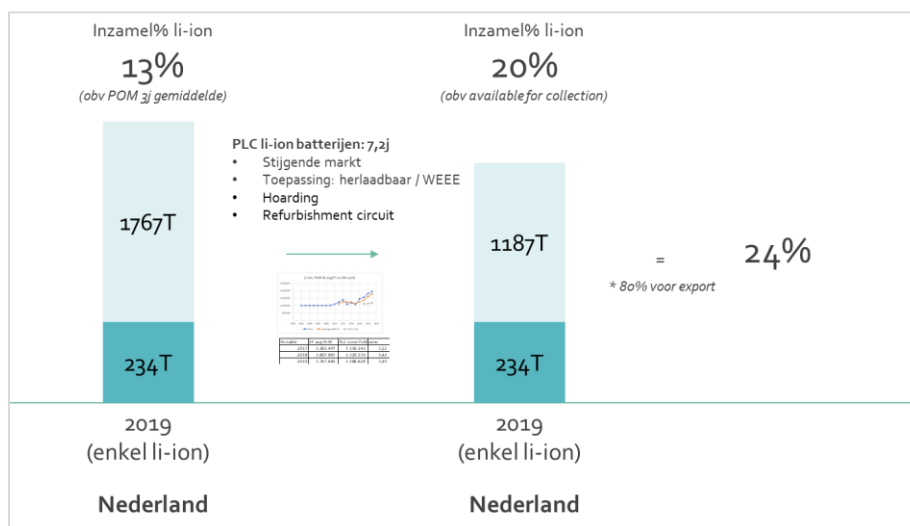 Inzamel% li-ion
13%
(obv POM 3j gemiddelde)
1767T
234T
2019
(enkel li-ion)
Nederland
PLC li-ion batterijen: 7,2j
• Stijgende markt
• Toepassing: herlaadbaar / WEEE
• Hoarding
• Refurbishment circuit
Inzamel% li-ion
20%
(obv available for collection)
1187T
234T
2019
(enkel li-ion)
Nederland
=
* 80% voor export
24%